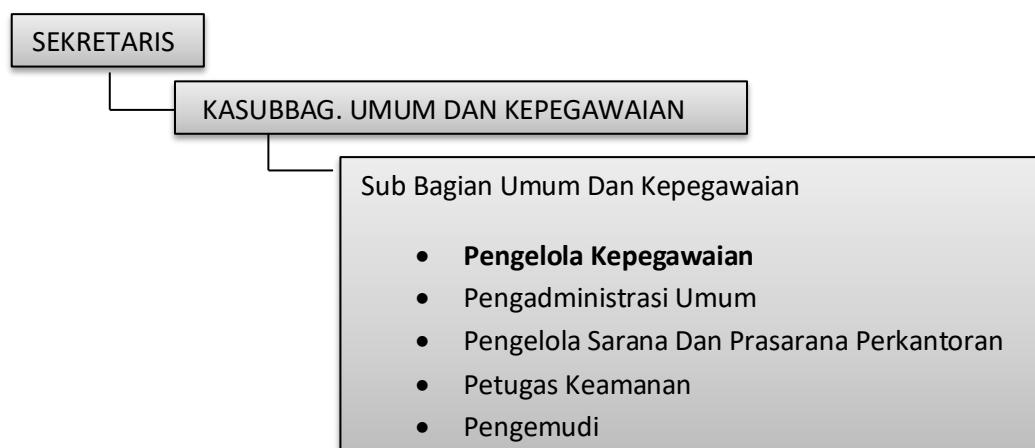 SEKRETARIS
KASUBBAG. UMUM DAN KEPEGAWAIAN
Sub Bagian Umum Dan Kepegawaian
• Pengelola Kepegawaian
• Pengadministrasi Umum
• Pengelola Sarana Dan Prasarana Perkantoran
• Petugas Keamanan
• Pengemudi